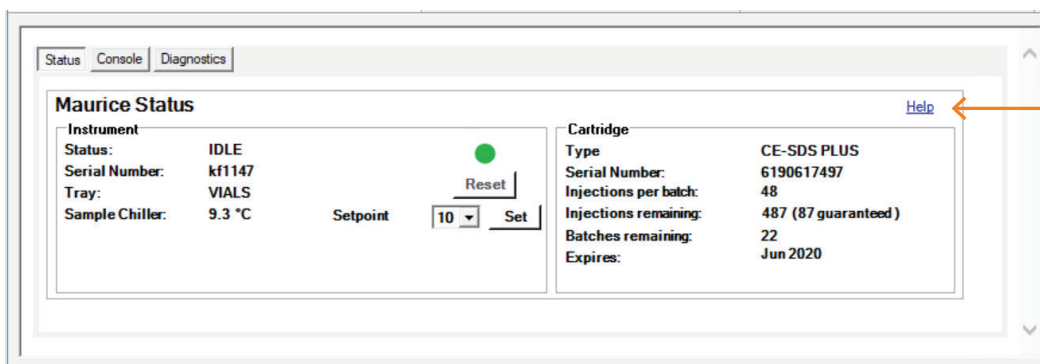 Status Console Diagnostics
Maurice Status Help
Instrument
Status: IDLE
Serial Number: kf1147
Reset
Tray: VIALS
Sample Chiller: 9.3 °C Setpoint 10 Set
Cartridge
Type CE-SDS PLUS
Serial Number: 6190617497
Injections per batch: 48
Injections remaining: 487 (87 guaranteed)
Batches remaining: 22
Expires: Jun 2020